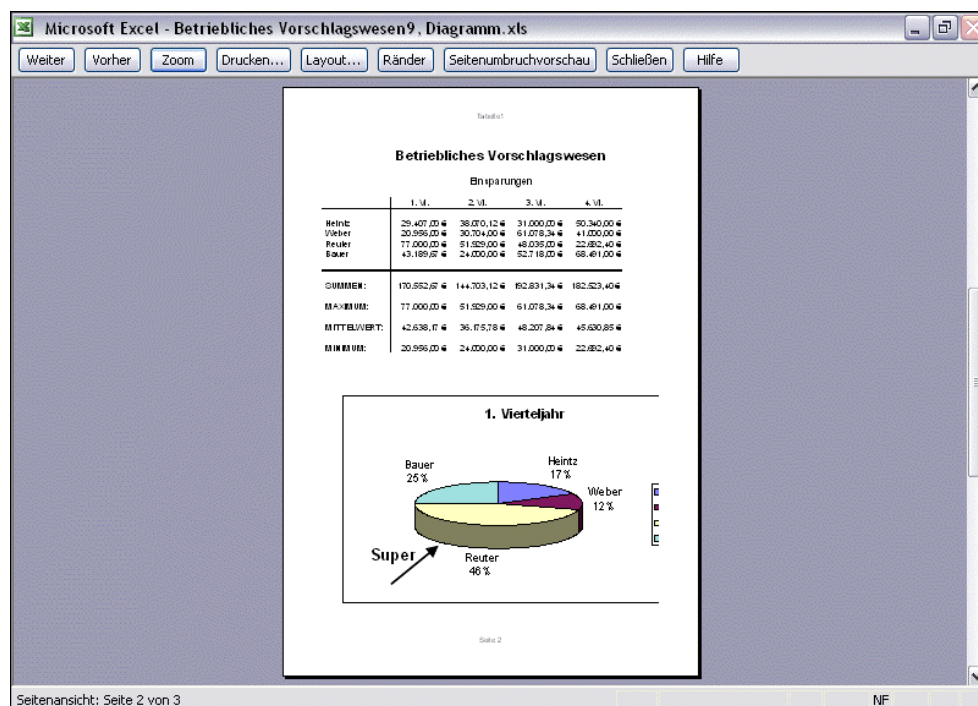 Microsoft Excel - Betriebliches Vorschlagswesen9, Diagramm.xls
Weiter Vorher Zoom Drucken... Layout... Ränder Seitenumbruchvorschau Schließen Hilfe
Tabelle1
Betriebliches Vorschlagswesen
Einsparungen
1. Vj. 2. Vj. 3. Vj. 4. Vj.
Heintz 29.407,00 € 38.070,12 € 31.000,00 € 50.340,00 €
Weber 20.956,00 € 30.704,00 € 61.078,34 € 41.000,00 €
Reuter 77.000,00 € 51.929,00 € 48.035,00 € 22.692,40 €
Bauer 43.189,67 € 24.000,00 € 52.718,00 € 68.491,00 €
SUMMEN: 170.552,67 € 144.703,12 € 192.831,34 € 182.523,40 €
MAXIMUM: 77.000,00 € 51.929,00 € 61.078,34 € 68.491,00 €
MITTELWERT: 42.638,17 € 36.175,78 € 48.207,84 € 45.630,85 €
MINIMUM: 20.956,00 € 24.000,00 € 31.000,00 € 22.692,40 €
1. Vierteljahr
Bauer
25%
Heintz
17%
Weber
12%
Super
Reuter
46%
Seite 2
Seitenansicht: Seite 2 von 3 NF